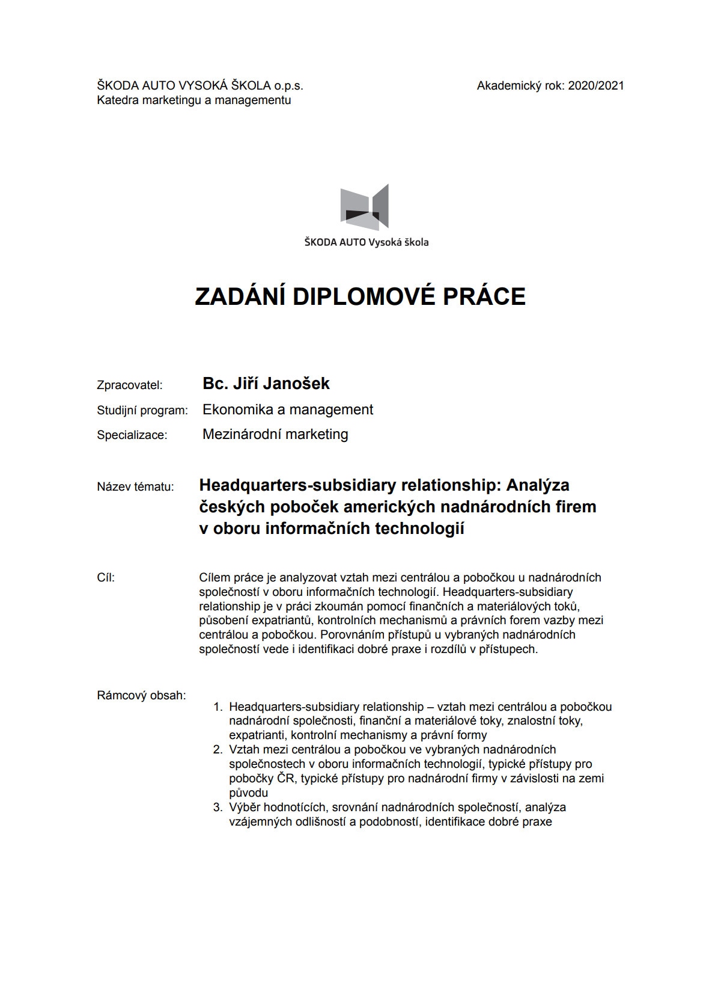 ŠKODA AUTO VYSOKÁ ŠKOLA o.p.s. Akademický rok: 2020/2021
Katedra marketingu a managementu
ŠKODA AUTO Vysoká škola
ZADÁNÍ DIPLOMOVÉ PRÁCE
Zpracovatel: Bc. Jiří Janošek
Studijní program: Ekonomika a management
Specializace: Mezinárodní marketing
Název tématu: Headquarters-subsidiary relationship: Analýza
českých poboček amerických nadnárodních firem
v oboru informačních technologií
Cíl: Cílem práce je analyzovat vztah mezi centrálou a pobočkou u nadnárodních
společností v oboru informačních technologií. Headquarters-subsidiary
relationship je v práci zkoumán pomocí finančních a materiálových toků,
působení expatriantů, kontrolních mechanismů a právních forem vazby mezi
centrálou a pobočkou. Porovnáním přístupů u vybraných nadnárodních
společností vede i identifikaci dobré praxe i rozdílů v přístupech.
Rámcový obsah:
1. Headquarters-subsidiary relationship – vztah mezi centrálou a pobočkou
nadnárodní společnosti, finanční a materiálové toky, znalostní toky,
expatrianti, kontrolní mechanismy a právní formy
2. Vztah mezi centrálou a pobočkou ve vybraných nadnárodních
společnostech v oboru informačních technologií, typické přístupy pro
pobočky ČR, typické přístupy pro nadnárodní firmy v závislosti na zemi
původu
3. Výběr hodnotících, srovnání nadnárodních společností, analýza
vzájemných odlišností a podobností, identifikace dobré praxe